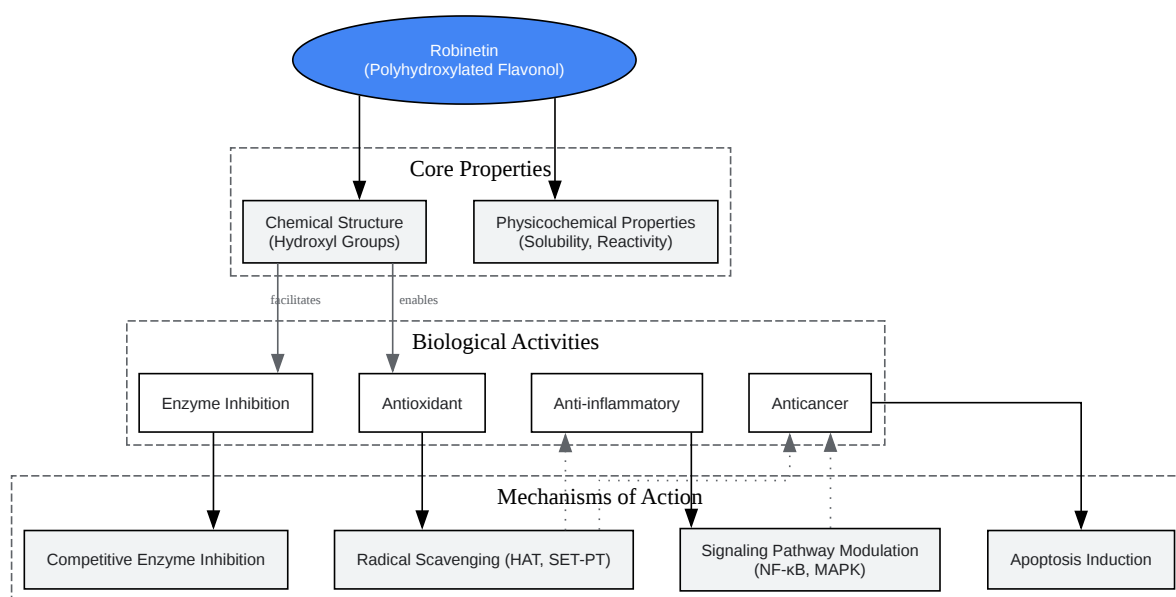 Robinetin
(Polyhydroxylated Flavonol)
Core Properties
Chemical Structure
(Hydroxyl Groups)
Physicochemical Properties
(Solubility, Reactivity)
facilitates
enables
Biological Activities
Enzyme Inhibition
Antioxidant
Anti-inflammatory
Anticancer
Mechanisms of Action
Competitive Enzyme Inhibition
Radical Scavenging (HAT, SET-PT)
Signaling Pathway Modulation
(NF-κB, MAPK)
Apoptosis Induction